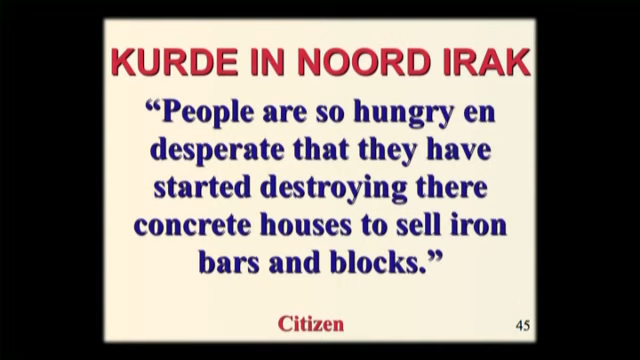 KURDE IN NOORD IRAK
“People are so hungry en
desperate that they have
started destroying there
concrete houses to sell iron
bars and blocks.”
Citizen
45